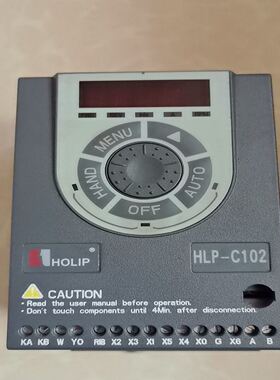 MENU
HAND
AUTO
OFF
HOLIP®
HLP-C102
CAUTION
• Read the user manual before operation.
• Don't touch components until 4Min. after disconnection.
KA KB W YO RB X2 X3 X1 X5 X4 XO G X6 A B